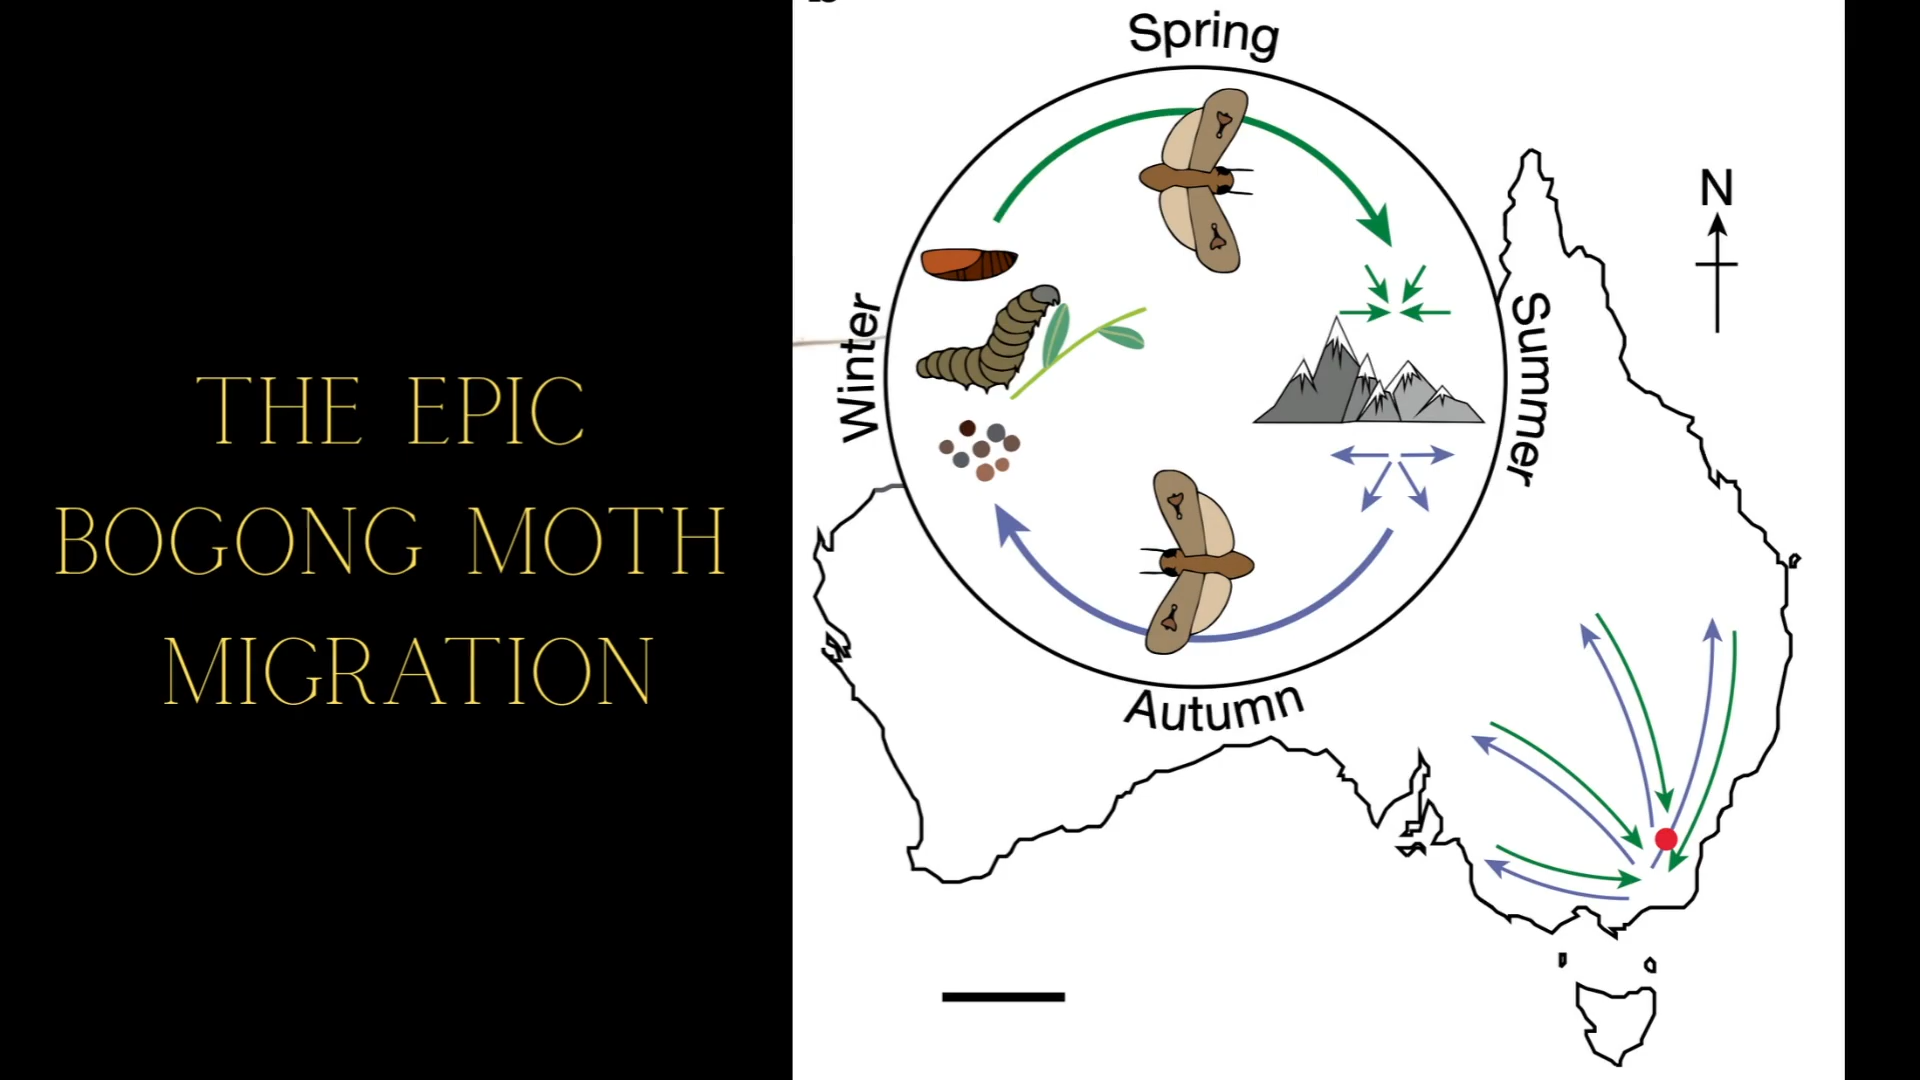 THE EPIC
BOGONG MOTH
MIGRATION
Spring
N
Winter
Summer
Autumn